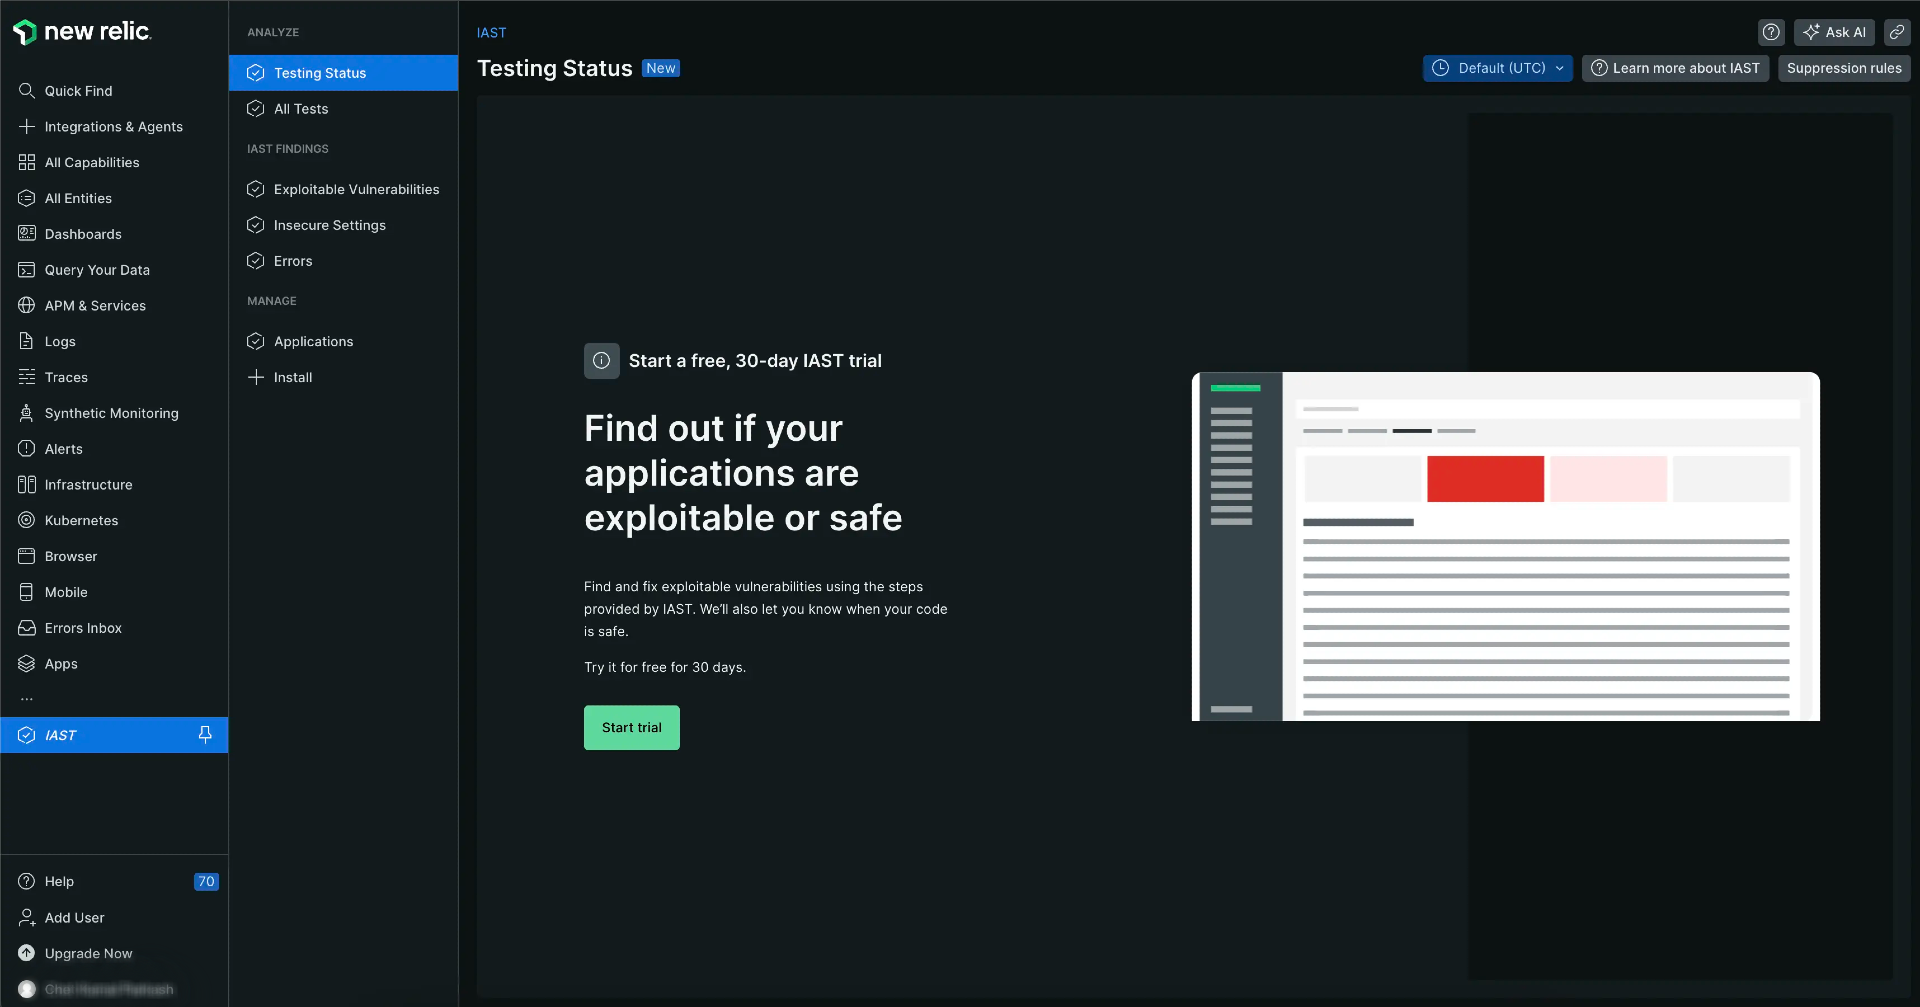 new relic.
Quick Find
Integrations & Agents
All Capabilities
All Entities
Dashboards
Query Your Data
APM & Services
Logs
Traces
Synthetic Monitoring
Alerts
Infrastructure
Kubernetes
Browser
Mobile
Errors Inbox
Apps
...
IAST
Help 70
Add User
Upgrade Now
ANALYZE
Testing Status
All Tests
IAST FINDINGS
Exploitable Vulnerabilities
Insecure Settings
Errors
MANAGE
Applications
Install
IAST
Ask AI
Testing Status New
Default (UTC)
Learn more about IAST
Suppression rules
Start a free, 30-day IAST trial
Find out if your
applications are
exploitable or safe
Find and fix exploitable vulnerabilities using the steps
provided by IAST. We'll also let you know when your code
is safe.
Try it for free for 30 days.
Start trial